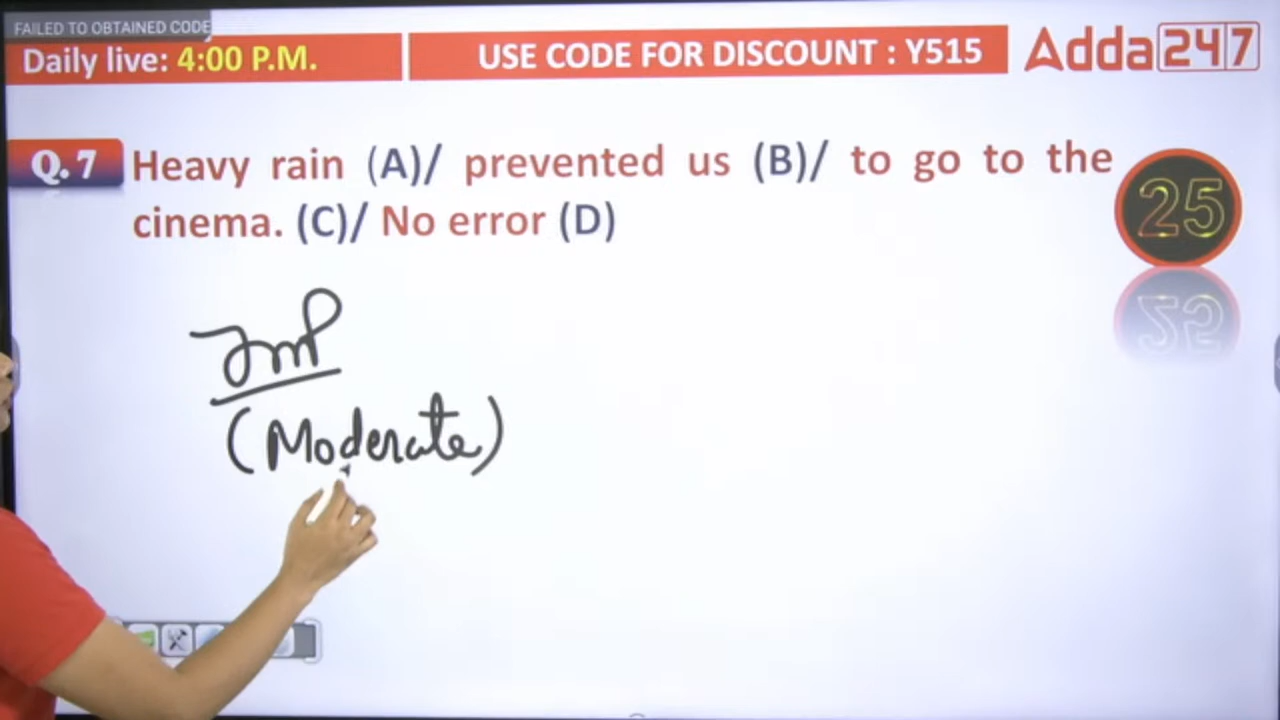 FAILED TO OBTAINED CODE
Daily live: 4:00 P.M.
USE CODE FOR DISCOUNT : Y515
Adda247
Q. 7
Heavy rain (A)/ prevented us (B)/ to go to the
cinema. (C)/ No error (D)
25
Imp
(Moderate)